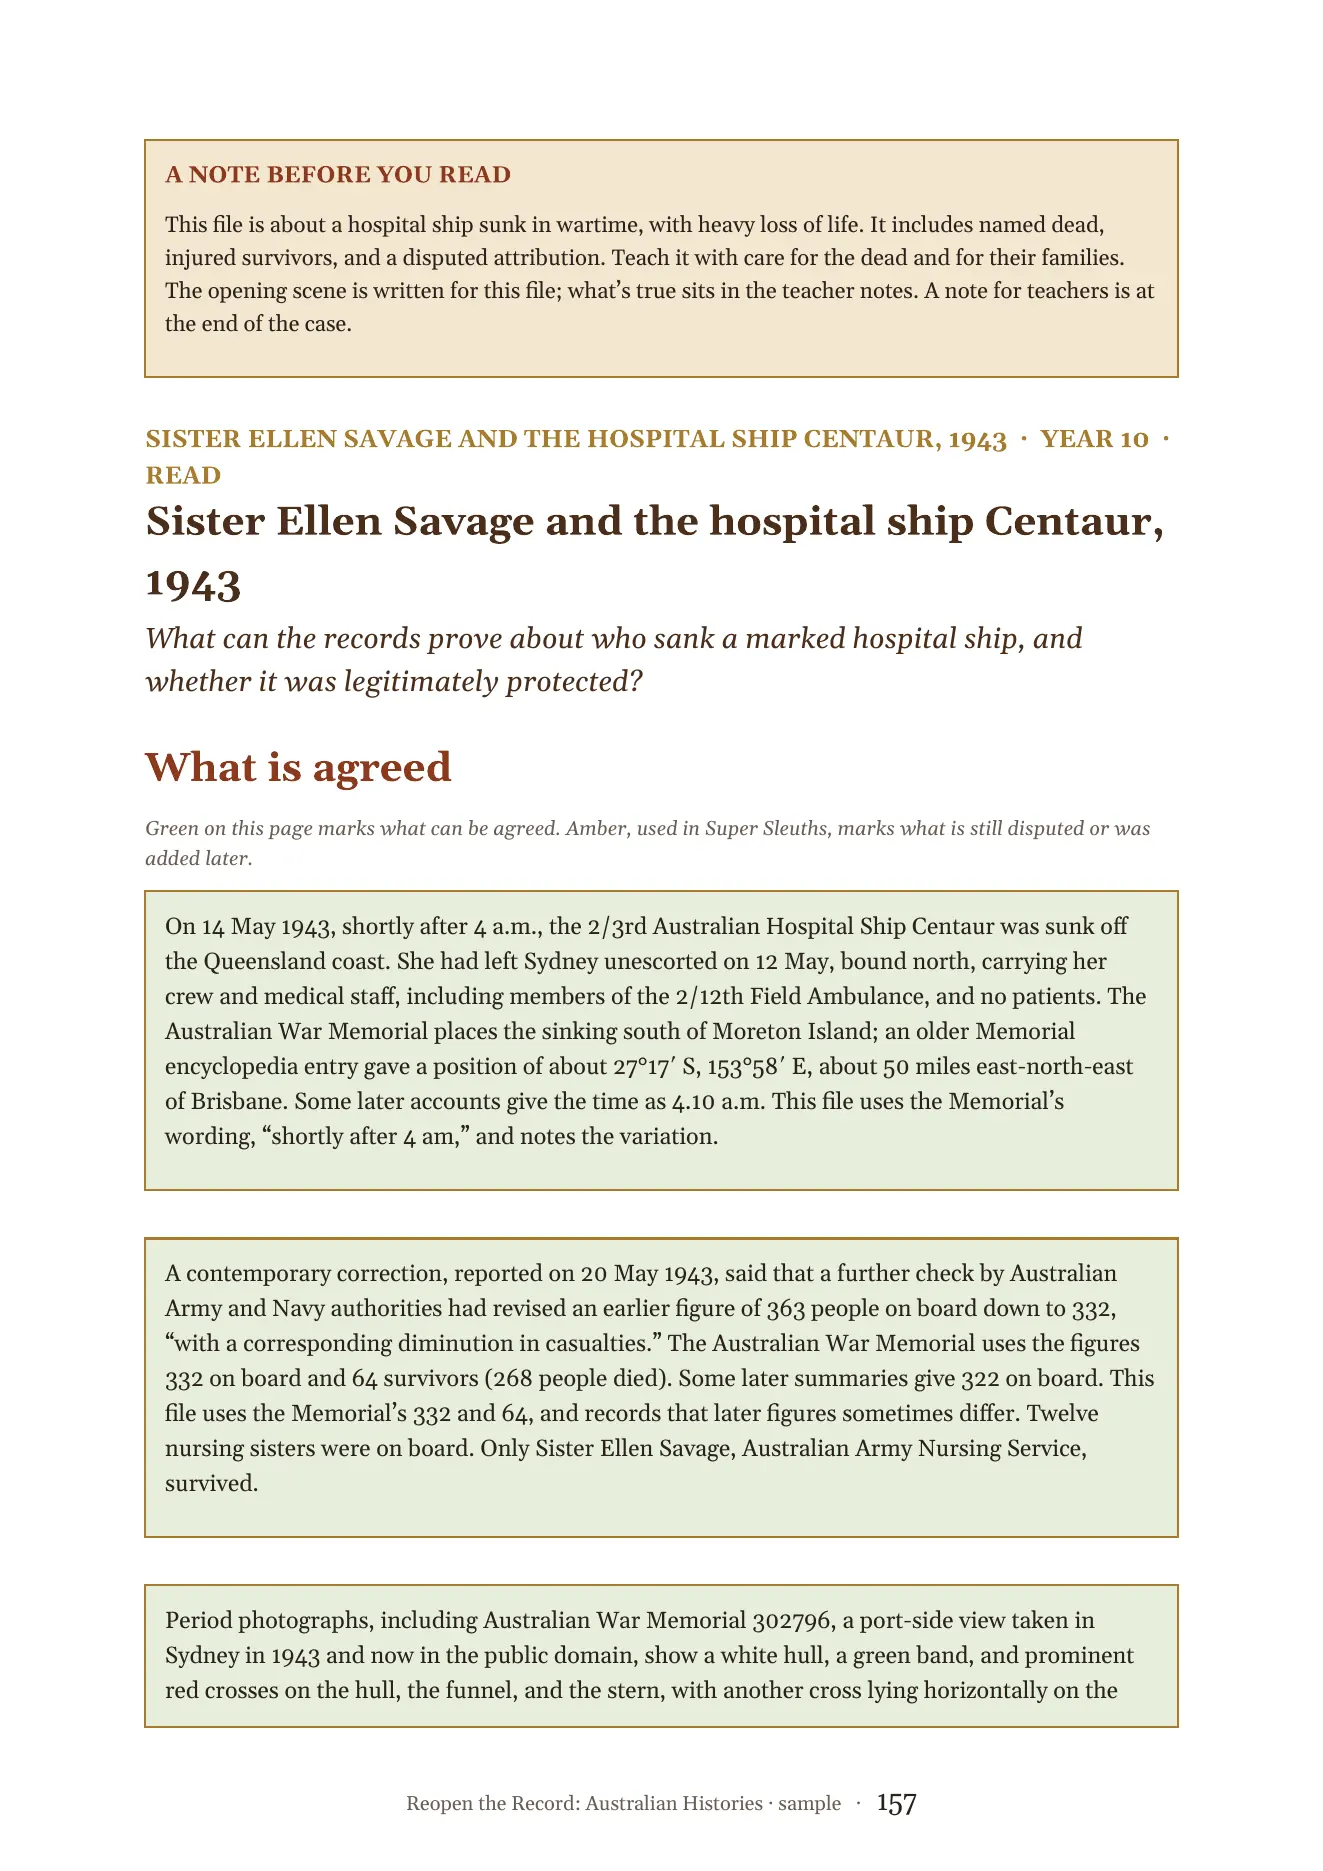 A NOTE BEFORE YOU READ
This file is about a hospital ship sunk in wartime, with heavy loss of life. It includes named dead,
injured survivors, and a disputed attribution. Teach it with care for the dead and for their families.
The opening scene is written for this file; what’s true sits in the teacher notes. A note for teachers is at
the end of the case.
SISTER ELLEN SAVAGE AND THE HOSPITAL SHIP CENTAUR, 1943 · YEAR 10 ·
READ
Sister Ellen Savage and the hospital ship Centaur,
1943
What can the records prove about who sank a marked hospital ship, and
whether it was legitimately protected?
What is agreed
Green on this page marks what can be agreed. Amber, used in Super Sleuths, marks what is still disputed or was
added later.
On 14 May 1943, shortly after 4 a.m., the 2/3rd Australian Hospital Ship Centaur was sunk off
the Queensland coast. She had left Sydney unescorted on 12 May, bound north, carrying her
crew and medical staff, including members of the 2/12th Field Ambulance, and no patients. The
Australian War Memorial places the sinking south of Moreton Island; an older Memorial
encyclopedia entry gave a position of about 27°17′ S, 153°58′ E, about 50 miles east-north-east
of Brisbane. Some later accounts give the time as 4.10 a.m. This file uses the Memorial’s
wording, “shortly after 4 am,” and notes the variation.
A contemporary correction, reported on 20 May 1943, said that a further check by Australian
Army and Navy authorities had revised an earlier figure of 363 people on board down to 332,
“with a corresponding diminution in casualties.” The Australian War Memorial uses the figures
332 on board and 64 survivors (268 people died). Some later summaries give 322 on board. This
file uses the Memorial’s 332 and 64, and records that later figures sometimes differ. Twelve
nursing sisters were on board. Only Sister Ellen Savage, Australian Army Nursing Service,
survived.
Period photographs, including Australian War Memorial 302796, a port-side view taken in
Sydney in 1943 and now in the public domain, show a white hull, a green band, and prominent
red crosses on the hull, the funnel, and the stern, with another cross lying horizontally on the
Reopen the Record: Australian Histories · sample · 157